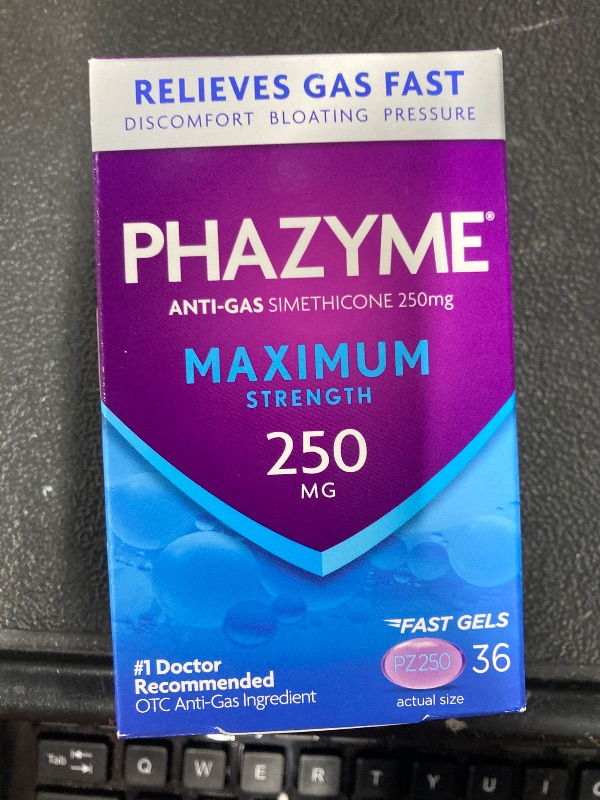 RELIEVES GAS FAST
DISCOMFORT BLOATING PRESSURE
PHAZYME®
ANTI-GAS SIMETHICONE 250mg
MAXIMUM
STRENGTH
250
MG
FAST GELS
PZ250 36
actual size
#1 Doctor
Recommended
OTC Anti-Gas Ingredient
Tab Q W E R T Y U I